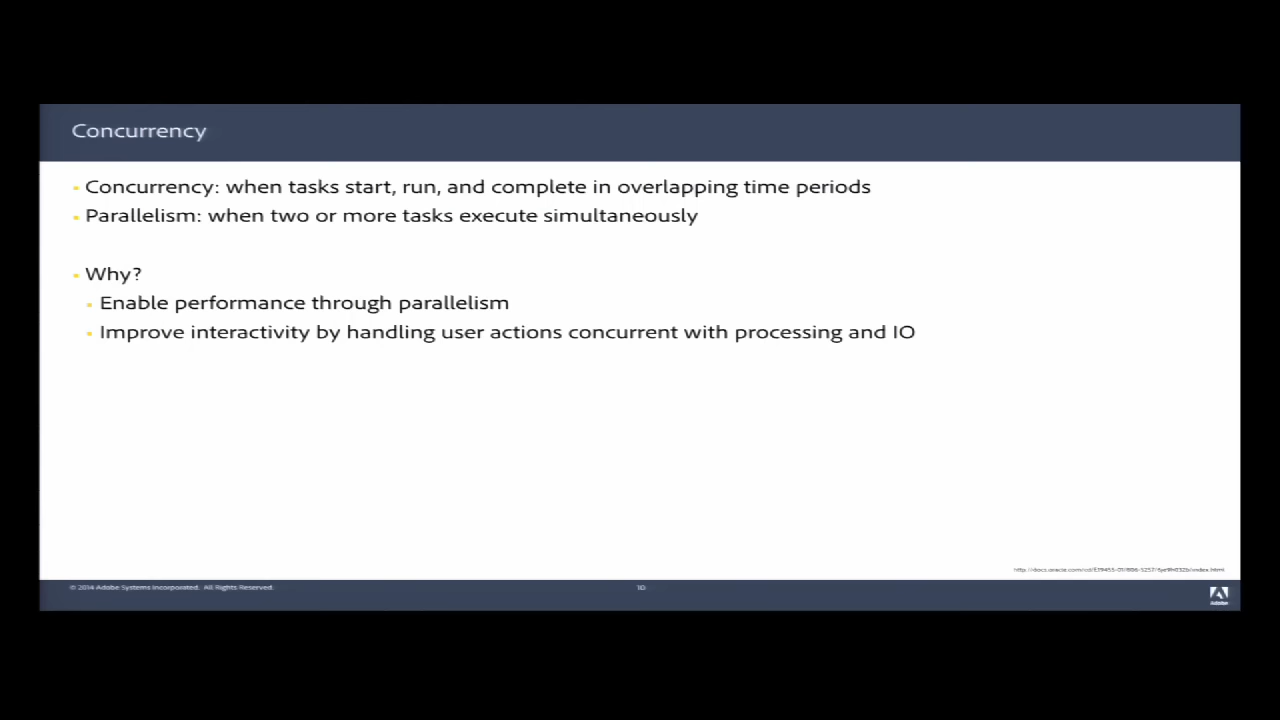 Concurrency
Concurrency: when tasks start, run, and complete in overlapping time periods
Parallelism: when two or more tasks execute simultaneously
Why?
Enable performance through parallelism
Improve interactivity by handling user actions concurrent with processing and IO
© 2014 Adobe Systems Incorporated. All Rights Reserved.
10
Adobe